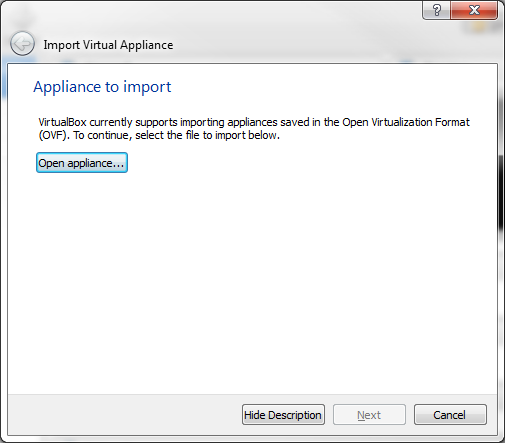 Import Virtual Appliance
Appliance to import
VirtualBox currently supports importing appliances saved in the Open Virtualization Format
(OVF). To continue, select the file to import below.
Open appliance...
Hide Description
Next
Cancel